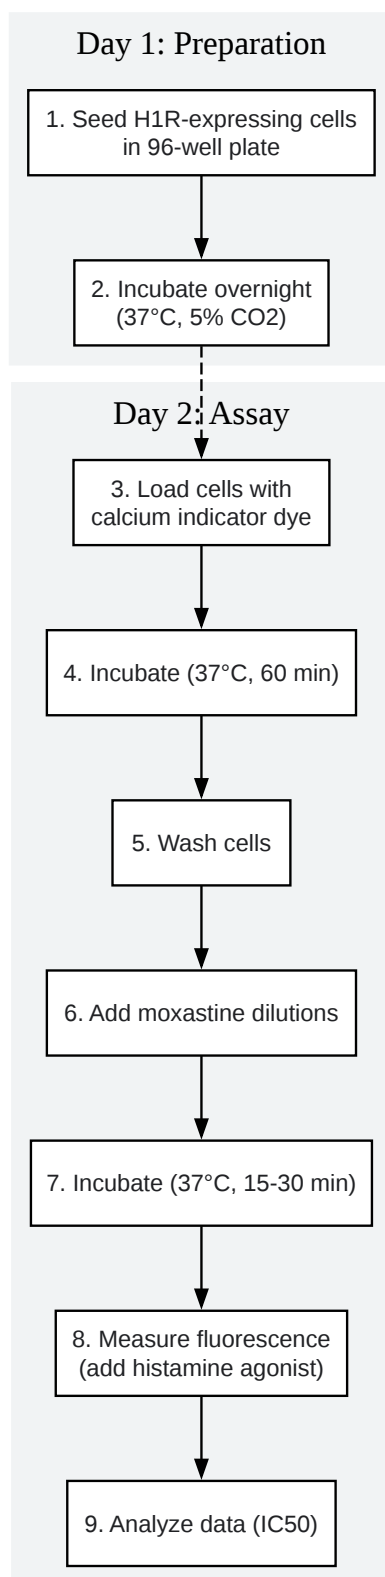 Day 1: Preparation
1. Seed H1R-expressing cells
in 96-well plate
2. Incubate overnight
(37°C, 5% CO2)
Day 2: Assay
3. Load cells with
calcium indicator dye
4. Incubate (37°C, 60 min)
5. Wash cells
6. Add moxastine dilutions
7. Incubate (37°C, 15-30 min)
8. Measure fluorescence
(add histamine agonist)
9. Analyze data (IC50)